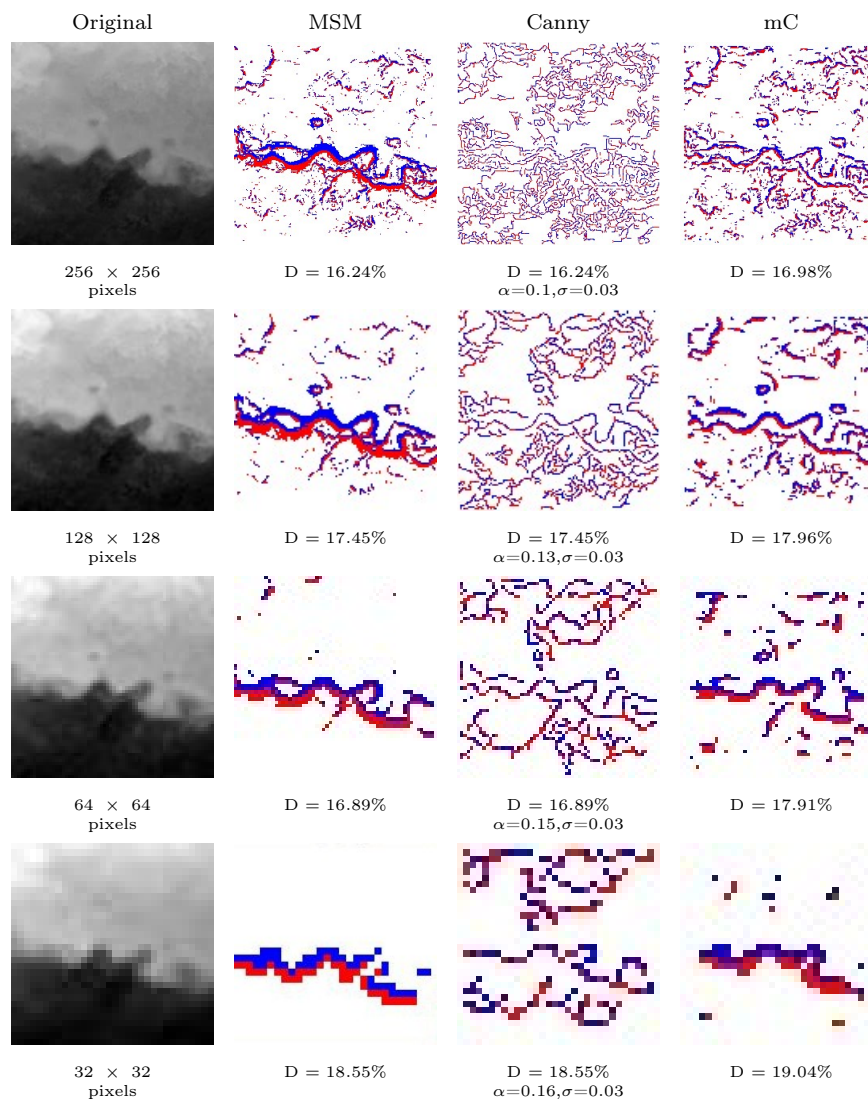 Original MSM Canny mC
256 × 256 D = 16.24% D = 16.24% D = 16.98%
pixels α=0.1,σ=0.03
128 × 128 D = 17.45% D = 17.45% D = 17.96%
pixels α=0.13,σ=0.03
64 × 64 D = 16.89% D = 16.89% D = 17.91%
pixels α=0.15,σ=0.03
32 × 32 D = 18.55% D = 18.55% D = 19.04%
pixels α=0.16,σ=0.03